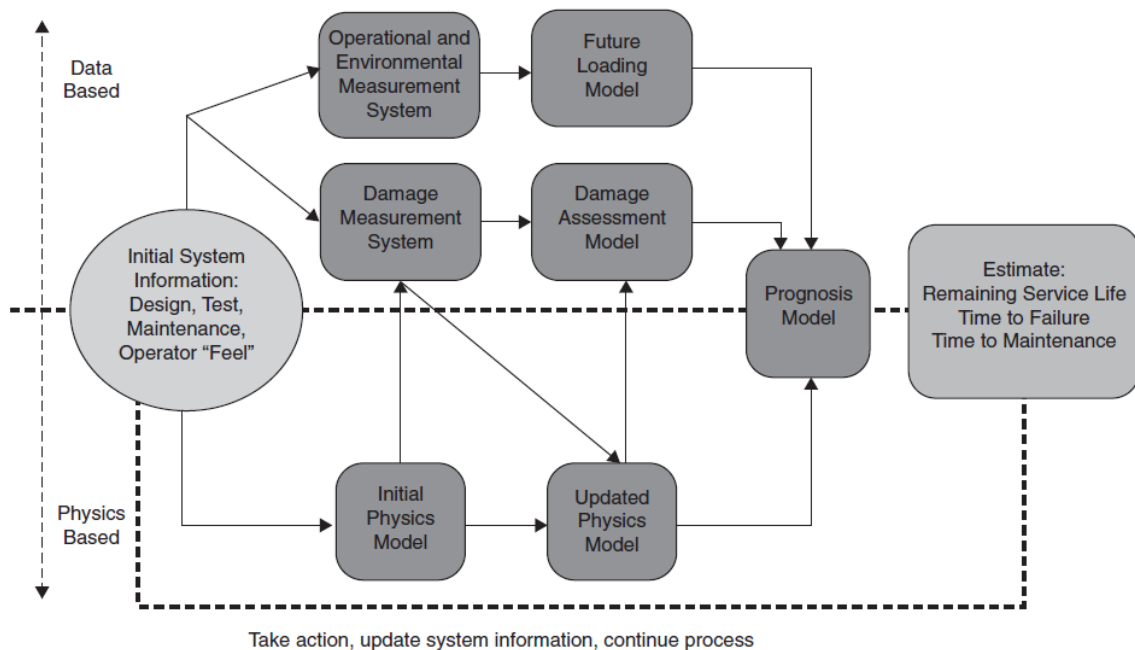 Data
Based
Operational and
Environmental
Measurement
System
Future
Loading
Model
Damage
Measurement
System
Damage
Assessment
Model
Initial System
Information:
Design, Test,
Maintenance,
Operator “Feel”
Prognosis
Model
Estimate:
Remaining Service Life
Time to Failure
Time to Maintenance
Physics
Based
Initial
Physics
Model
Updated
Physics
Model
Take action, update system information, continue process